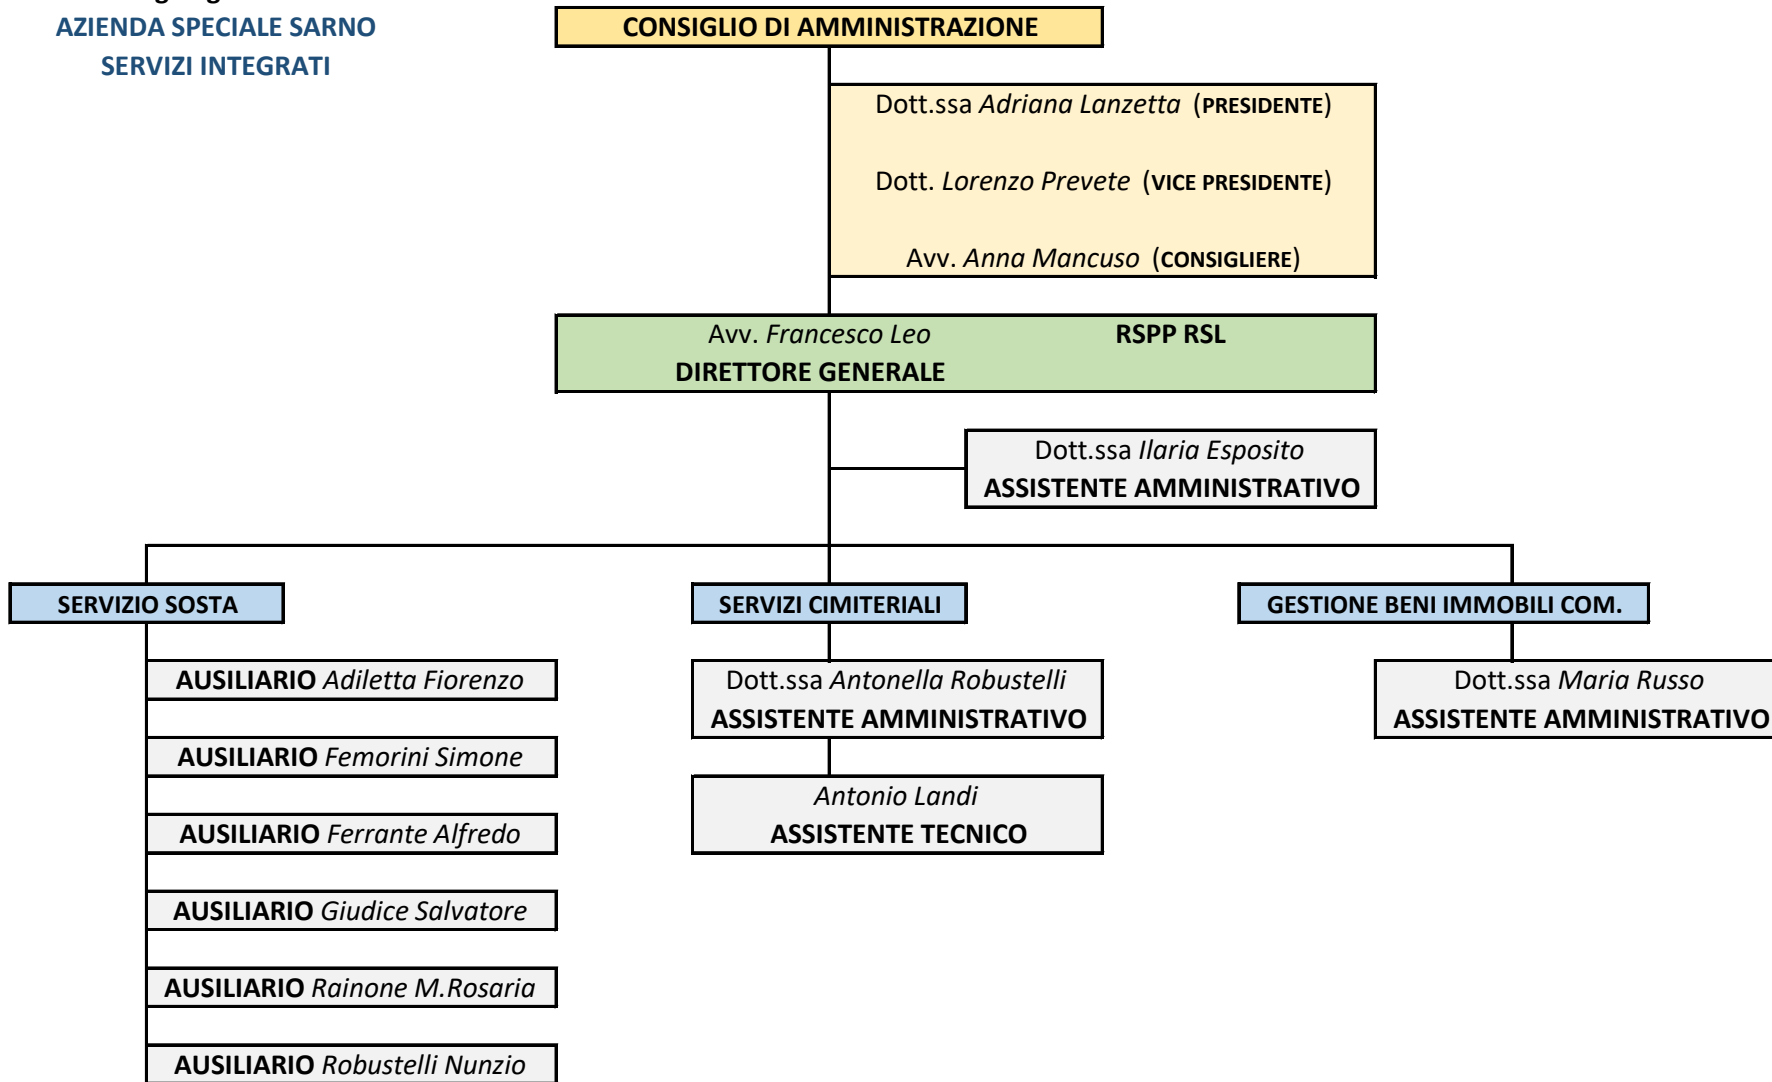 AZIENDA SPECIALE SARNO
SERVIZI INTEGRATI
CONSIGLIO DI AMMINISTRAZIONE
Dott.ssa Adriana Lanzetta (PRESIDENTE)
Dott. Lorenzo Prevete (VICE PRESIDENTE)
Avv. Anna Mancuso (CONSIGLIERE)
Avv. Francesco Leo
DIRETTORE GENERALE
RSPP RSL
Dott.ssa Ilaria Esposito
ASSISTENTE AMMINISTRATIVO
SERVIZIO SOSTA
AUSILIARIO Adiletta Fiorenzo
AUSILIARIO Femorini Simone
AUSILIARIO Ferrante Alfredo
AUSILIARIO Giudice Salvatore
AUSILIARIO Rainone M.Rosaria
AUSILIARIO Robustelli Nunzio
SERVIZI CIMITERIALI
Dott.ssa Antonella Robustelli
ASSISTENTE AMMINISTRATIVO
Antonio Landi
ASSISTENTE TECNICO
GESTIONE BENI IMMOBILI COM.
Dott.ssa Maria Russo
ASSISTENTE AMMINISTRATIVO